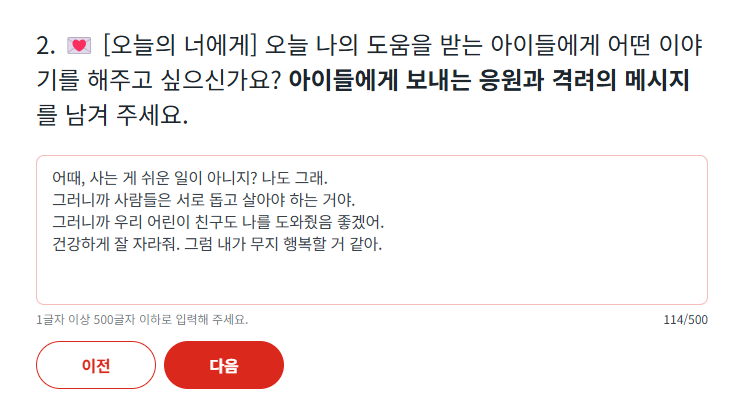 2. 💌 [오늘의 너에게] 오늘 나의 도움을 받는 아이들에게 어떤 이야
기를 해주고 싶으신가요? 아이들에게 보내는 응원과 격려의 메시지
를 남겨 주세요.
어때, 사는 게 쉬운 일이 아니지? 나도 그래.
그러니까 사람들은 서로 돕고 살아야 하는 거야.
그러니까 우리 어린이 친구도 나를 도와줬음 좋겠어.
건강하게 잘 자라줘. 그럼 내가 무지 행복할 거 같아.
1글자 이상 500글자 이하로 입력해 주세요.
114/500
이전
다음